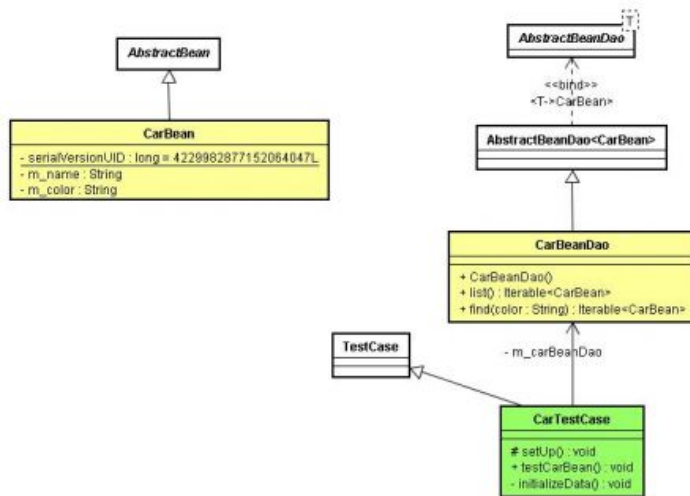 AbstractBean
CarBean
- serialVersionUID : long = 4229982877152064047L
- m_name : String
- m_color : String
T
AbstractBeanDao
<<bind>>
<T->CarBean>
AbstractBeanDao<CarBean>
CarBeanDao
+ CarBeanDao()
+ list() : Iterable<CarBean>
+ find(color : String) : Iterable<CarBean>
- m_carBeanDao
TestCase
CarTestCase
# setUp() : void
+ testCarBean() : void
- initializeData() : void